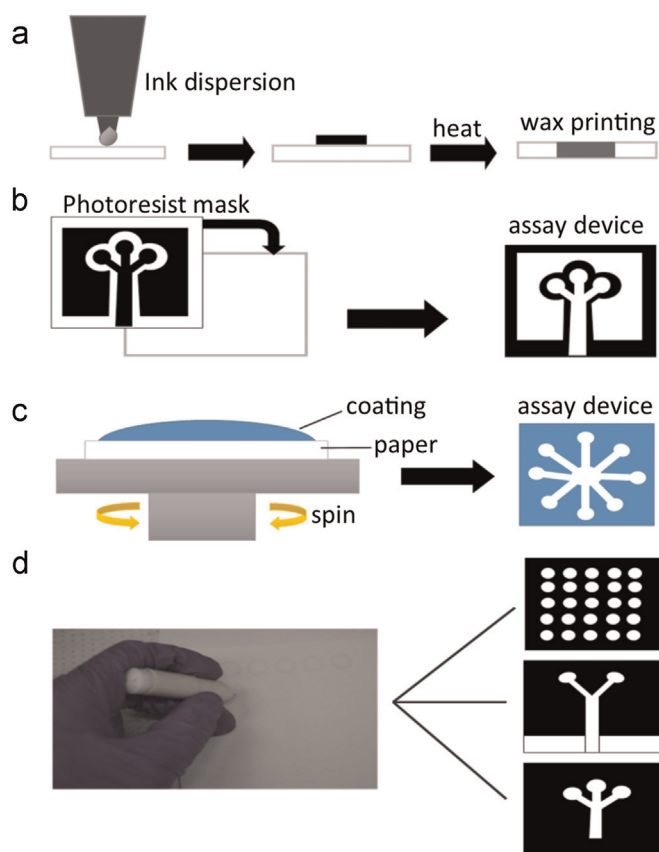 a
Ink dispersion
heat
wax printing
b
Photoresist mask
assay device
c
coating
paper
spin
assay device
d